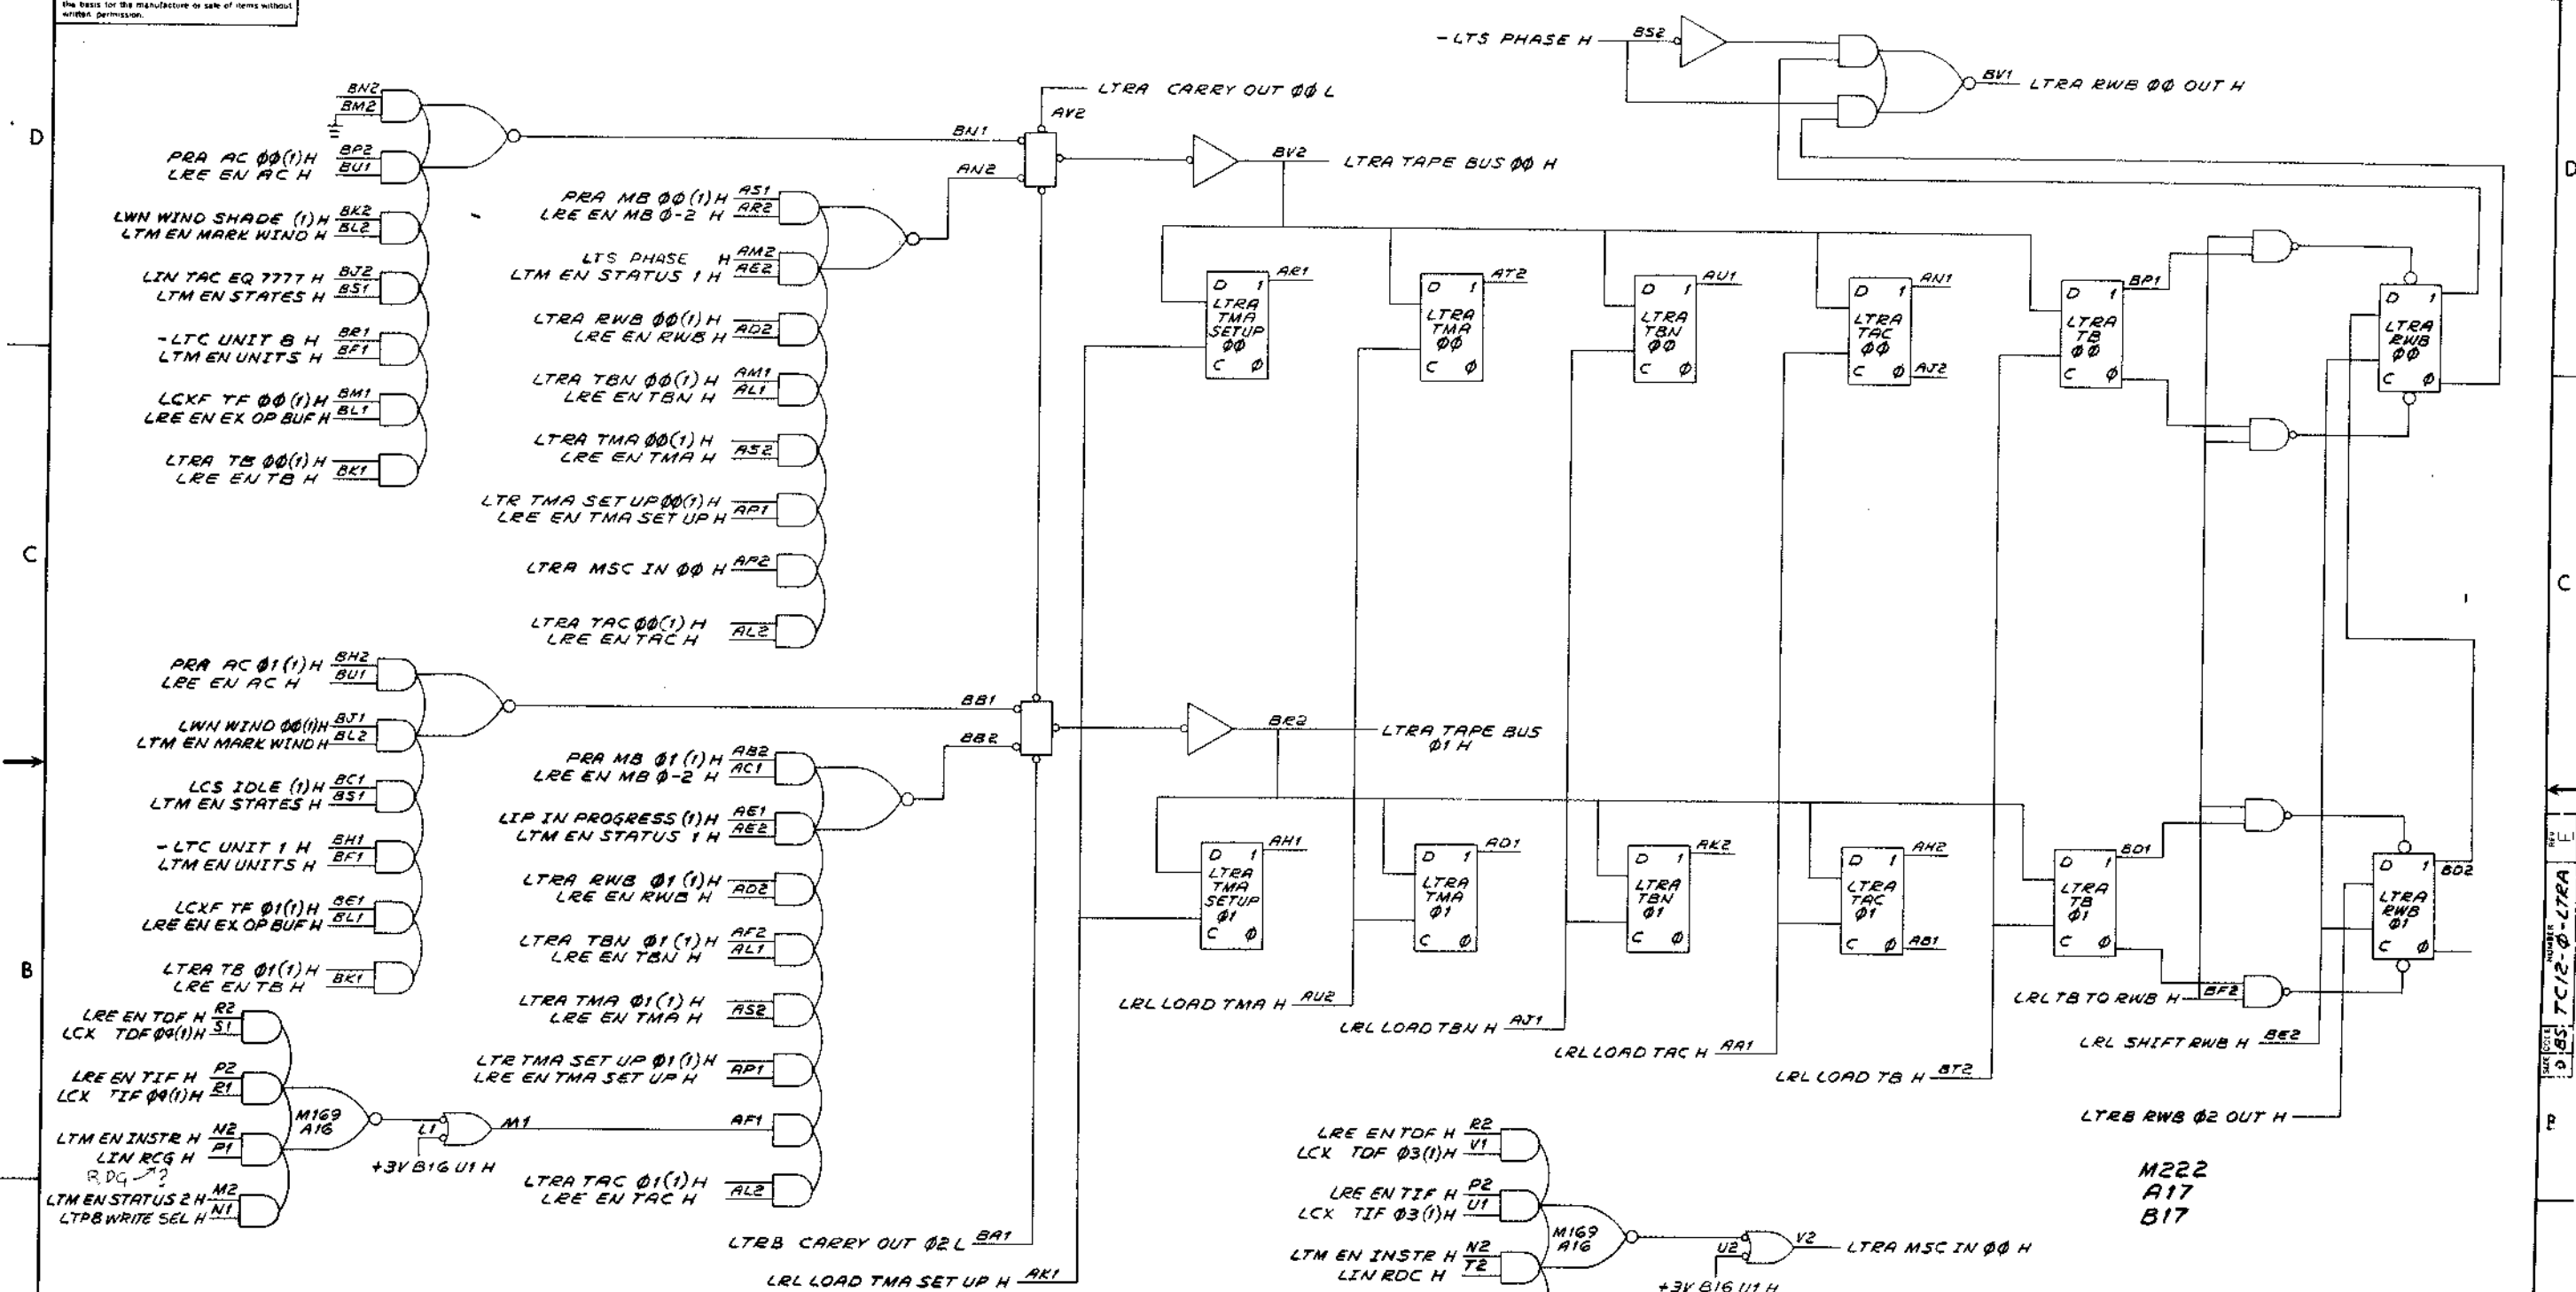 the basis for the manufacture or sale of items without
written permission.
-LTS PHASE H BS2
BV1 LTRA RWB ØØ OUT H
LTRA CARRY OUT ØØ L
AV2
D
D
BN2
BM2
BN1
PRA AC ØØ(1)H BP2
LRE EN AC H BU1
BV2 LTRA TAPE BUS ØØ H
AN2
PRA MB ØØ(1)H AS1
LRE EN MB Ø-2 H AR2
LWN WIND SHADE (1)H BK2
LTM EN MARK WIND H BL2
LTS PHASE H AM2
LTM EN STATUS 1 H AE2
LIN TAC EQ 7777 H BJ2
LTM EN STATES H BS1
LTRA RWB ØØ(1)H
LRE EN RWB H AD2
-LTC UNIT 8 H BR1
LTM EN UNITS H BF1
LTRA TBN ØØ(1)H AM1
LRE EN TBN H AL1
LCXF TF ØØ(1)H BM1
LRE EN EX OP BUF H BL1
LTRA TMA ØØ(1)H
LRE EN TMA H AS2
LTRA TB ØØ(1)H
LRE EN TB H BK1
LTR TMA SET UP ØØ(1)H
LRE EN TMA SET UP H AP1
LTRA MSC IN ØØ H AP2
LTRA TAC ØØ(1)H
LRE EN TAC H AL2
D 1 AR1
LTRA
TMA
SETUP
ØØ
C Ø
D 1 AT2
LTRA
TMA
ØØ
C Ø
D 1 AU1
LTRA
TBN
ØØ
C Ø
D 1 AN1
LTRA
TAC
ØØ
C Ø AJ2
D 1 BP1
LTRA
TB
ØØ
C Ø
D 1
LTRA
RWB
ØØ
C Ø
C
C
PRA AC Ø1(1)H BH2
LRE EN AC H BU1
BB1
LWN WIND ØØ(1)H BJ1
LTM EN MARK WIND H BL2
BB2
BR2 LTRA TAPE BUS
Ø1 H
PRA MB Ø1(1)H AB2
LRE EN MB Ø-2 H AC1
LCS IDLE (1)H BC1
LTM EN STATES H BS1
LIP IN PROGRESS (1)H AE1
LTM EN STATUS 1 H AE2
-LTC UNIT 1 H BH1
LTM EN UNITS H BF1
LTRA RWB Ø1(1)H
LRE EN RWB H AD2
LCXF TF Ø1(1)H BE1
LRE EN EX OP BUF H BL1
LTRA TBN Ø1(1)H AF2
LRE EN TBN H AL1
LTRA TB Ø1(1)H
LRE EN TB H BK1
LTRA TMA Ø1(1)H
LRE EN TMA H AS2
LTR TMA SET UP Ø1(1)H
LRE EN TMA SET UP H AP1
AF1
LTRA TAC Ø1(1)H
LRE EN TAC H AL2
D 1 AH1
LTRA
TMA
SETUP
Ø1
C Ø
D 1 AD1
LTRA
TMA
Ø1
C Ø
D 1 AK2
LTRA
TBN
Ø1
C Ø
D 1 AH2
LTRA
TAC
Ø1
C Ø AB1
D 1 BD1
LTRA
TB
Ø1
C Ø
D 1 BD2
LTRA
RWB
Ø1
C Ø
B
LRE EN TDF H R2
LCX TDF Ø4(1)H S1
LRE EN TIF H P2
LCX TIF Ø4(1)H R1
LTM EN INSTR H N2
LIN RCG H P1
RDG ?
LTM EN STATUS 2 H M2
LTPB WRITE SEL H N1
M169
A16
L1
M1
+3V B16 U1 H
LRL LOAD TMA H AU2
LRL LOAD TBN H AJ1
LRL LOAD TAC H AA1
LRL LOAD TB H BT2
LRL TB TO RWB H BF2
LRL SHIFT RWB H BE2
LTRB RWB Ø2 OUT H
LTRB CARRY OUT Ø2 L BA1
LRL LOAD TMA SET UP H AK1
LRE EN TDF H R2
LCX TDF Ø3(1)H V1
LRE EN TIF H P2
LCX TIF Ø3(1)H U1
LTM EN INSTR H N2
LIN RDC H T2
M169
A16
U2
V2 LTRA MSC IN ØØ H
+3V B16 U1 H
M222
A17
B17
SIZE CODE NUMBER REV
D BS TC12-Ø-LTRA E